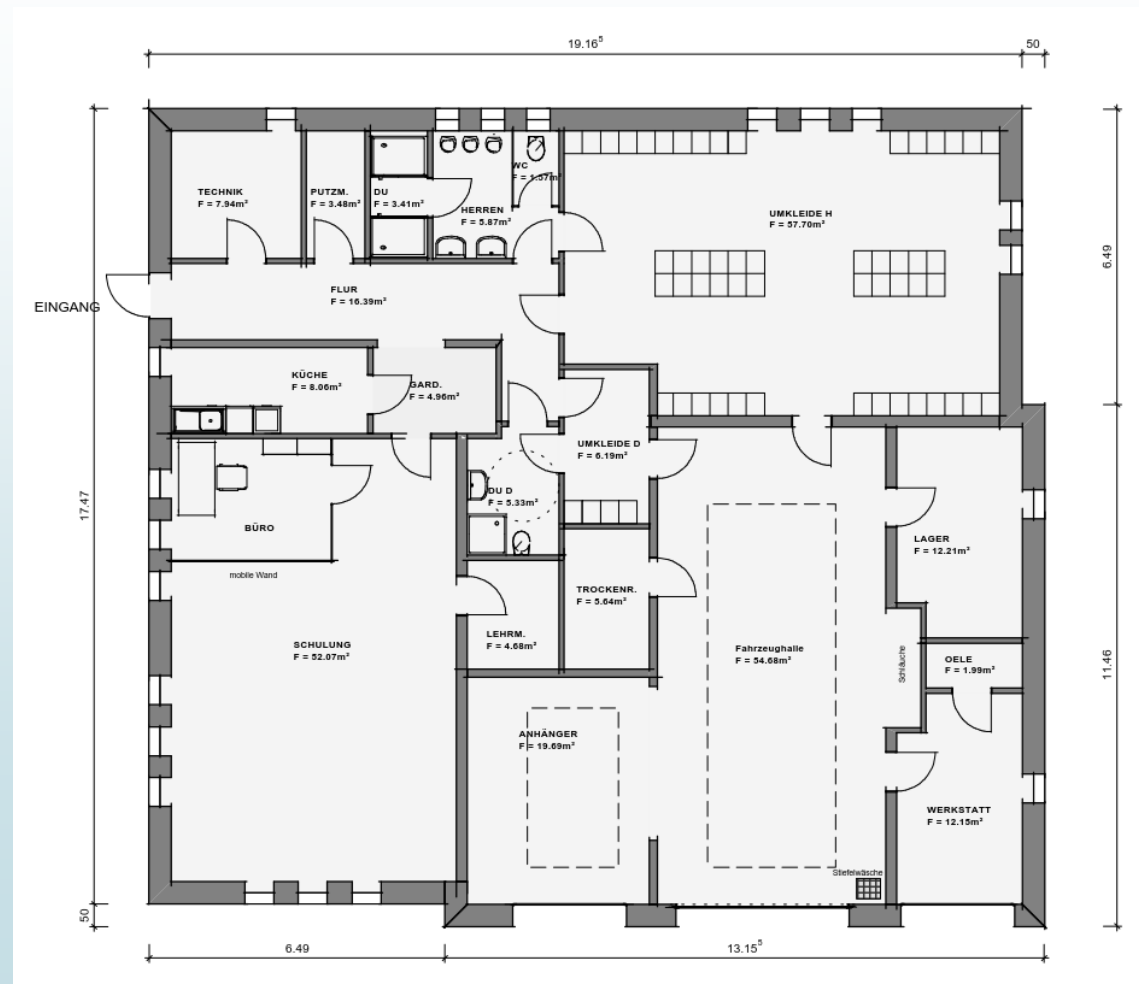 19.16⁵
50
TECHNIK
F = 7.94m²
PUTZM.
F = 3.48m²
DU
F = 3.41m²
HERREN
F = 5.87m²
WC
F = 1.57m²
UMKLEIDE H
F = 57.70m²
6.49
EINGANG
FLUR
F = 16.39m²
KÜCHE
F = 8.06m²
GARD.
F = 4.96m²
UMKLEIDE D
F = 6.19m²
17.47
DU D
F = 5.33m²
BÜRO
mobile Wand
LAGER
F = 12.21m²
TROCKENR.
F = 5.64m²
LEHRM.
F = 4.68m²
SCHULUNG
F = 52.07m²
Fahrzeughalle
F = 54.68m²
Schläuche
OELE
F = 1.99m²
11.46
ANHÄNGER
F = 19.69m²
WERKSTATT
F = 12.15m²
Stiefelwäsche
50
6.49
13.15⁵